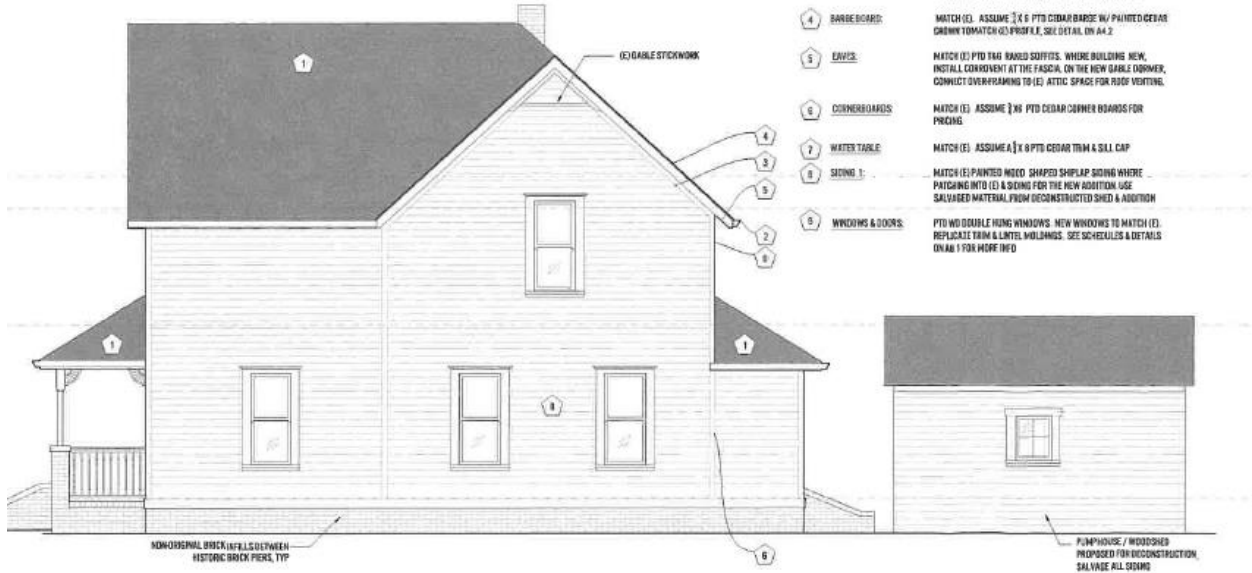 4 BARGE BOARD: MATCH (E). ASSUME X 6 PTD CEDAR BARGE W/ PAINTED CEDAR
CROWN TO MATCH (E) PROFILE, SEE DETAIL ON A4.2
5 EAVES: MATCH (E) PTD T&G RAKED SOFFITS. WHERE BUILDING NEW,
INSTALL CORROVENT AT THE FASCIA. ON THE NEW GABLE DORMER,
CONNECT OVER-FRAMING TO (E) ATTIC SPACE FOR ROOF VENTING.
6 CORNERBOARDS: MATCH (E). ASSUME X6 PTD CEDAR CORNER BOARDS FOR
PRICING
7 WATER TABLE: MATCH (E). ASSUME A X 8 PTD CEDAR TRIM & SILL CAP
8 SIDING 1: MATCH (E) PAINTED WOOD SHAPED SHIPLAP SIDING WHERE
PATCHING INTO (E) & SIDING FOR THE NEW ADDITION. USE
SALVAGED MATERIAL FROM DECONSTRUCTED SHED & ADDITION
WINDOWS & DOORS: PTD WD DOUBLE HUNG WINDOWS. NEW WINDOWS TO MATCH (E).
REPLICATE TRIM & LINTEL MOLDINGS. SEE SCHEDULES & DETAILS
ON FOR MORE INFO
(E) GABLE STICKWORK
1
4
3
5
2
1
1
8
NON-ORIGINAL BRICK INFILLS BETWEEN
HISTORIC BRICK PIERS, TYP
6
PUMPHOUSE / WOODSHED
PROPOSED FOR DECONSTRUCTION,
SALVAGE ALL SIDING